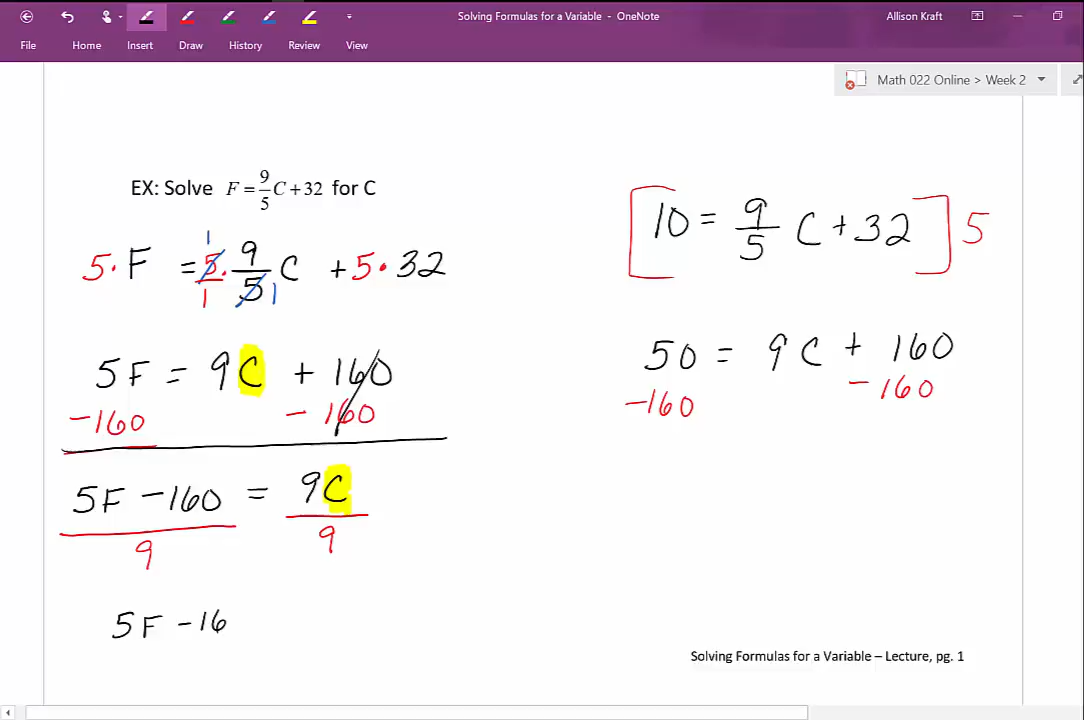 Solving Formulas for a Variable - OneNote
Allison Kraft
File Home Insert Draw History Review View
Math 022 Online > Week 2
EX: Solve F = 9/5 C + 32 for C
5 · F = 5/1 · 9/5 C + 5 · 32
1 1
5F = 9C + 160
-160 - 160
5F - 160 = 9C
9 9
5F - 16
[10 = 9/5 C + 32] 5
50 = 9C + 160
-160 -160
Solving Formulas for a Variable – Lecture, pg. 1